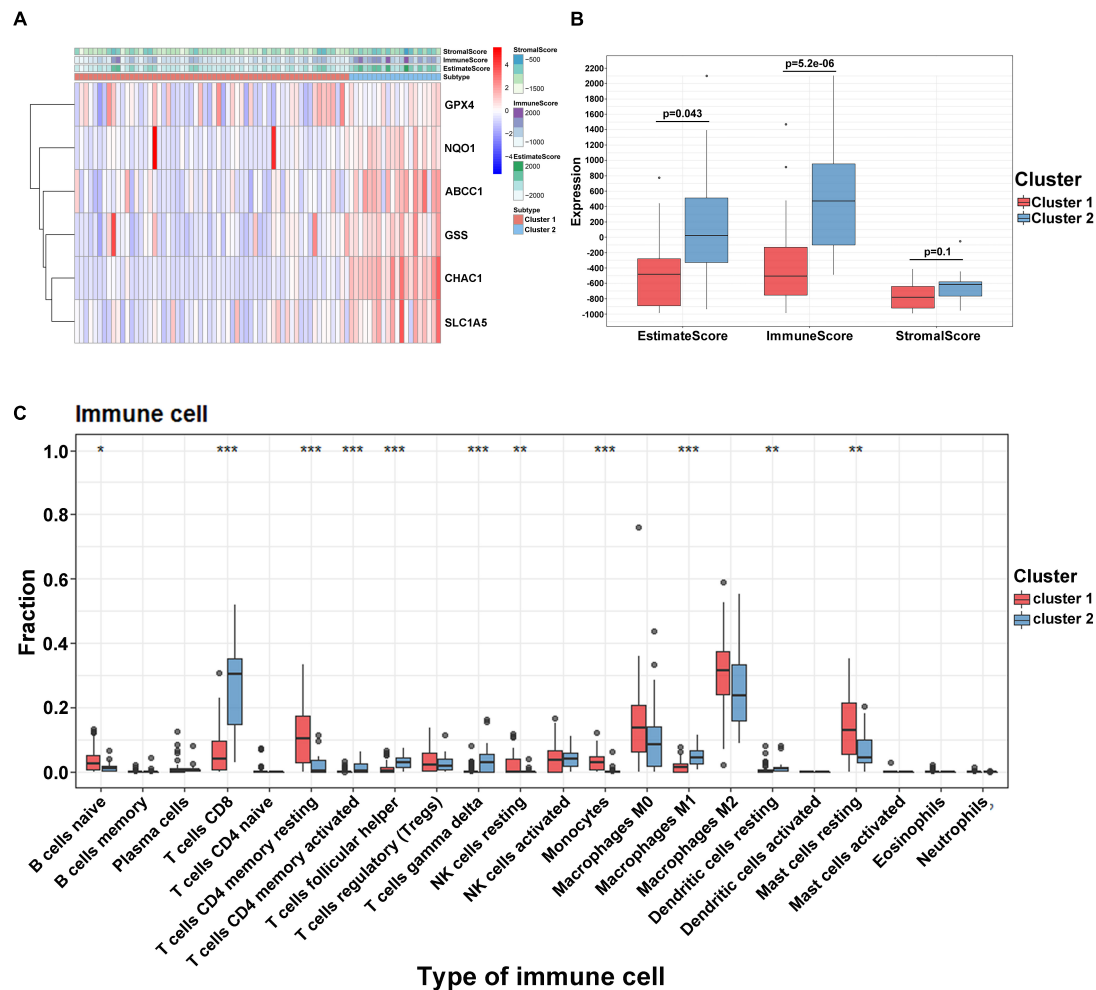 A
StromalScore
ImmuneScore
EstimateScore
Subtype
GPX4
NQO1
ABCC1
GSS
CHAC1
SLC1A5
4
2
0
−2
−4
StromalScore
−500
−1500
ImmuneScore
2000
−1000
EstimateScore
2000
−2000
Subtype
Cluster 1
Cluster 2
B
Expression
2200
2000
1800
1600
1400
1200
1000
800
600
400
200
0
-200
-400
-600
-800
-1000
p=0.043
p=5.2e-06
p=0.1
EstimateScore
ImmuneScore
StromalScore
Cluster
Cluster 1
Cluster 2
C
Immune cell
Fraction
1.0
0.8
0.6
0.4
0.2
0.0
* *** *** *** *** *** ** *** *** ** **
B cells naive
B cells memory
Plasma cells
T cells CD8
T cells CD4 naive
T cells CD4 memory resting
T cells CD4 memory activated
T cells follicular helper
T cells regulatory (Tregs)
T cells gamma delta
NK cells resting
NK cells activated
Monocytes
Macrophages M0
Macrophages M1
Macrophages M2
Dendritic cells resting
Dendritic cells activated
Mast cells resting
Mast cells activated
Eosinophils
Neutrophils
Type of immune cell
Cluster
cluster 1
cluster 2